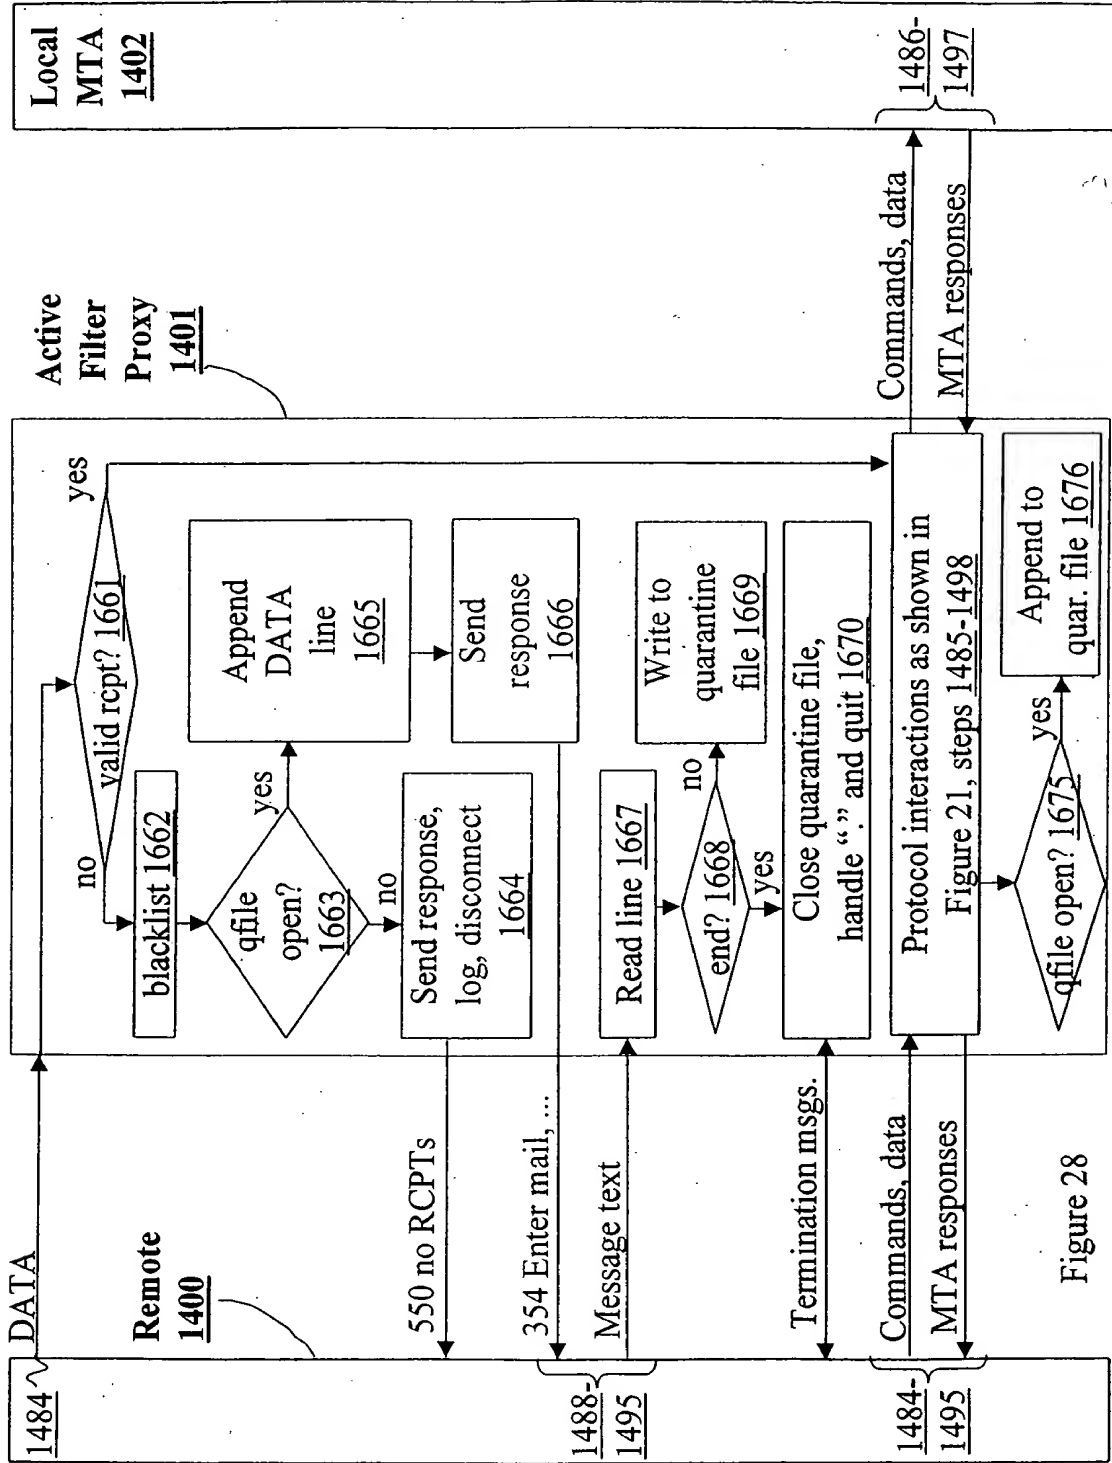 1484
DATA
Remote
1400
550 no RCPTs
354 Enter mail, ...
1488-
1495
Message text
Termination msgs.
1484-
1495
Commands, data
MTA responses
Active
Filter
Proxy
1401
valid rcpt? 1661
no
yes
blacklist 1662
qfile
open?
1663
yes
no
Send response,
log, disconnect
1664
Append
DATA
line
1665
Send
response
1666
Read line 1667
end? 1668
no
yes
Write to
quarantine
file 1669
Close quarantine file,
handle “.” and quit 1670
Protocol interactions as shown in
Figure 21, steps 1485-1498
qfile open? 1675
yes
Append to
quar. file 1676
Local
MTA
1402
Commands, data
MTA responses
1486-
1497
Figure 28